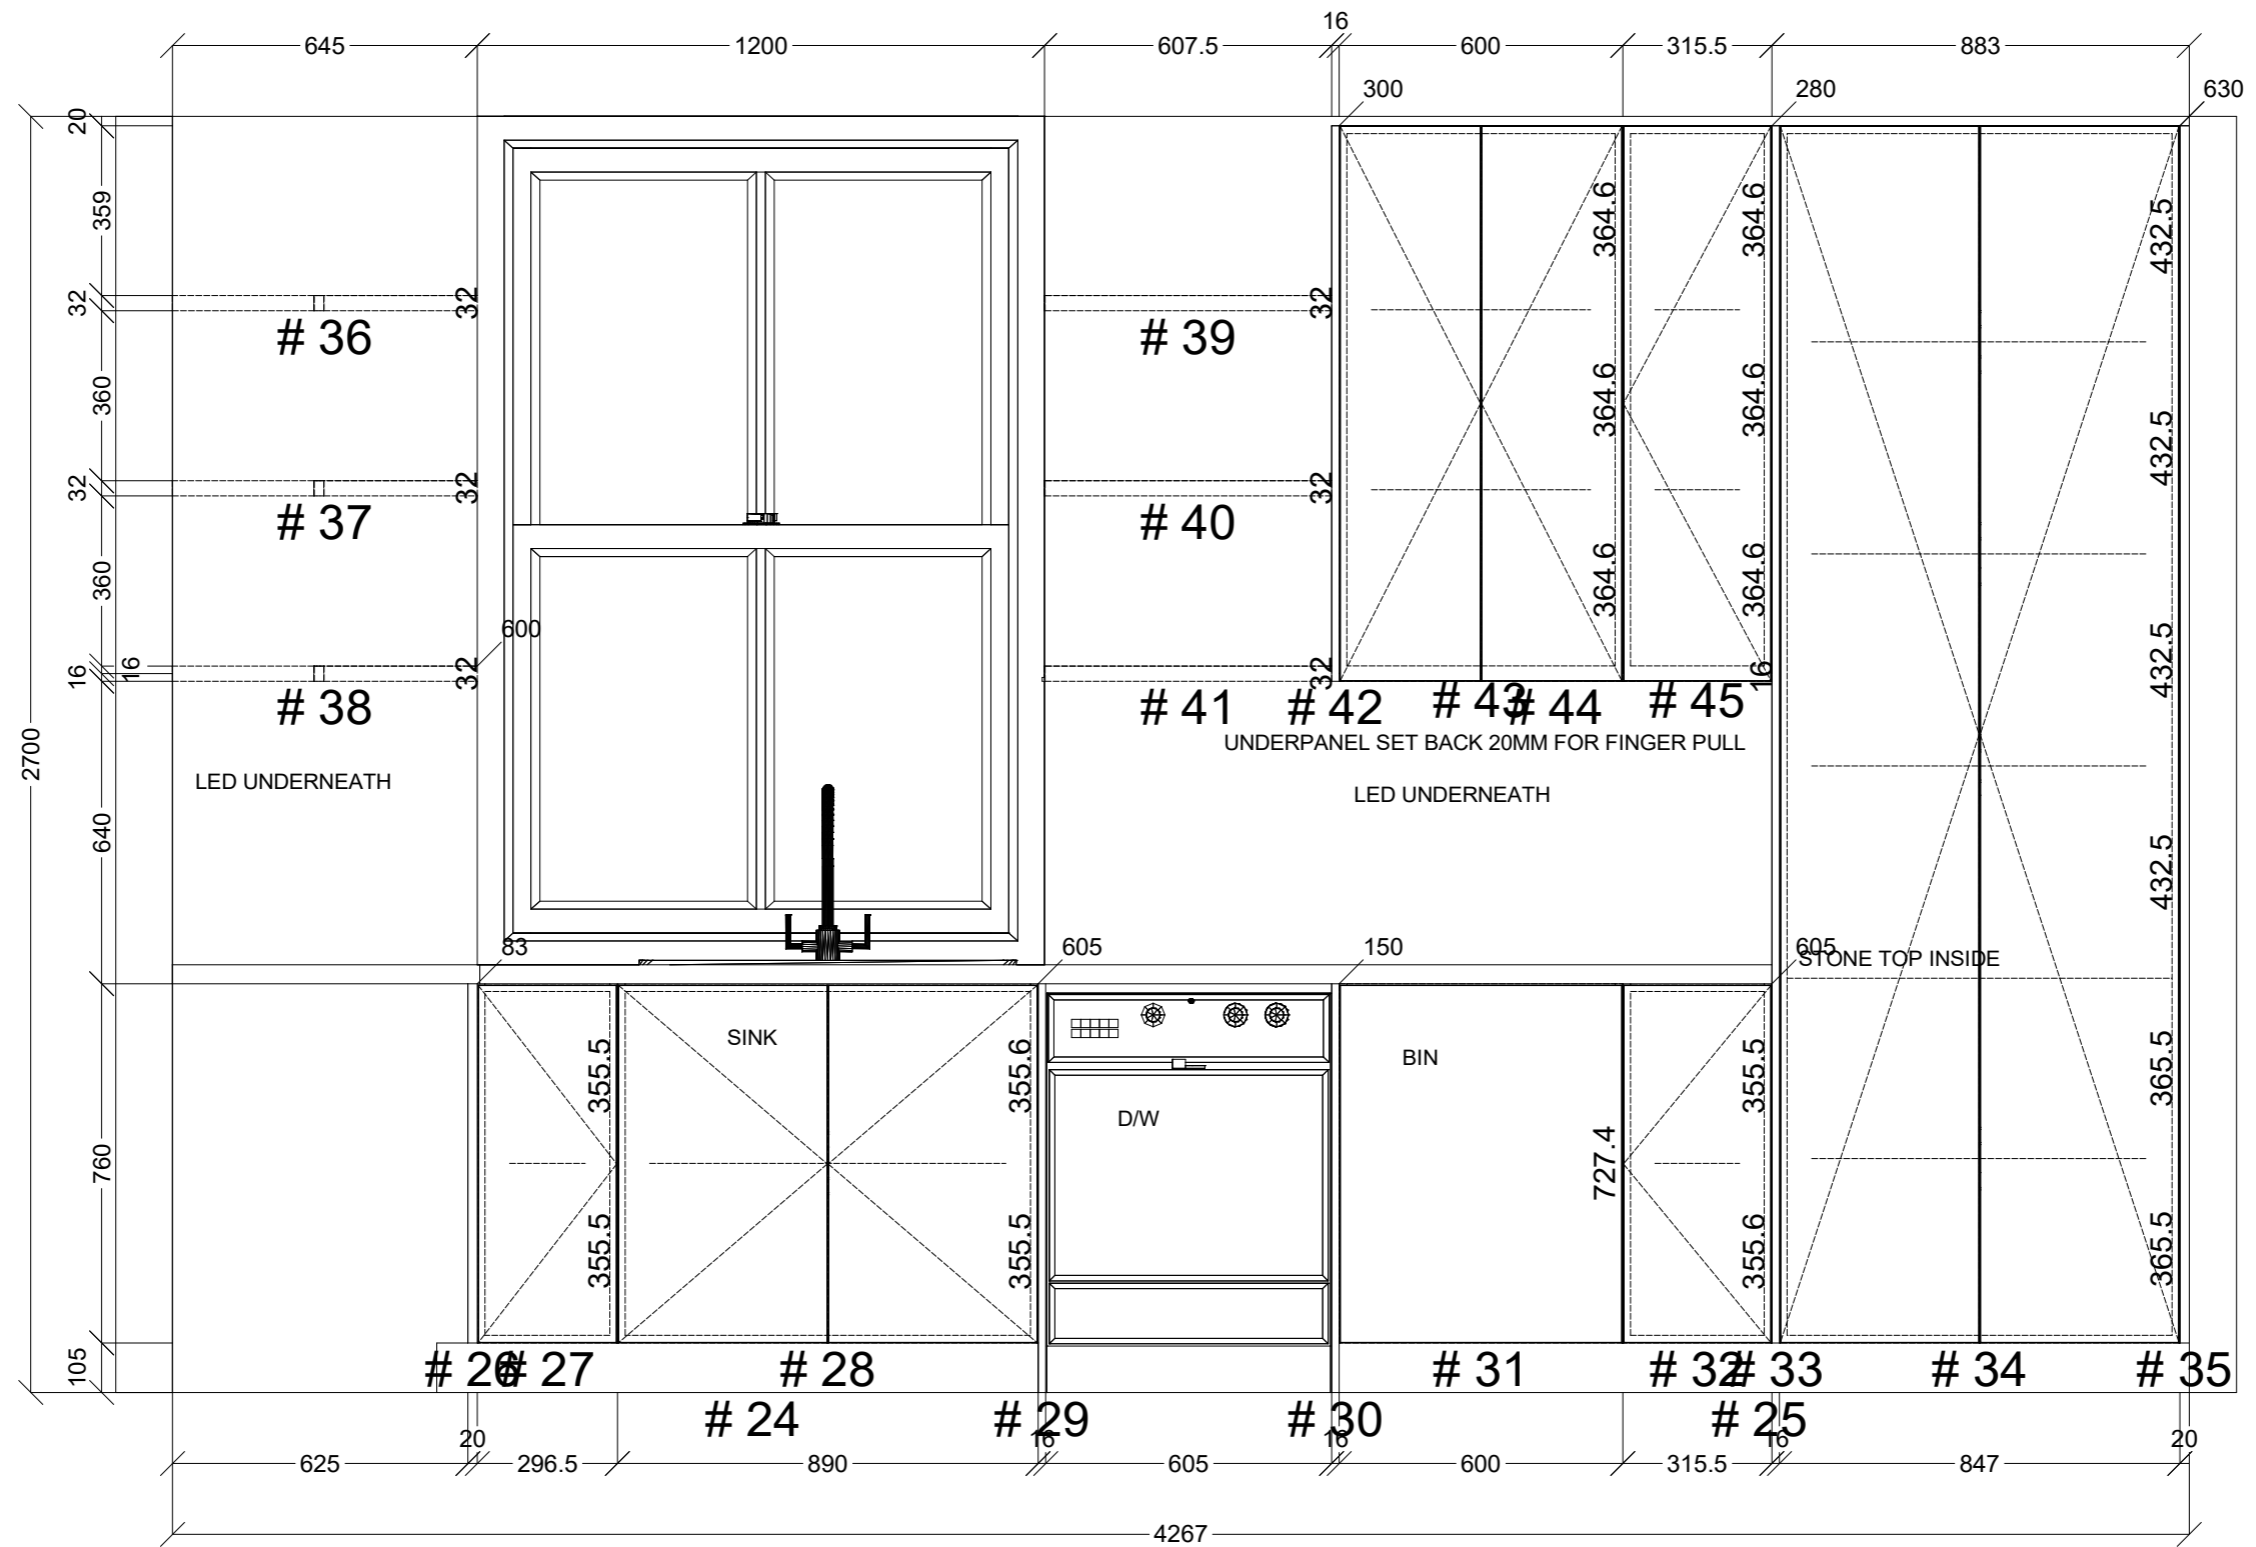 16
645 1200 607.5 600 315.5 883
300 280 630
20
359
364.6 364.6 432.5
32 32 32
# 36 # 39
360
364.6 364.6 432.5
32 32 32
# 37 # 40
360
364.6 364.6
600
432.5
16 16 32 32 16
# 38 # 41 # 42 # 43 # 44 # 45
UNDERPANEL SET BACK 20MM FOR FINGER PULL
2700
LED UNDERNEATH LED UNDERNEATH
640
432.5
83 605 150 605
STONE TOP INSIDE
SINK BIN
355.5 355.6 355.5 365.5
D/W
760 727.4
355.5 355.5 355.6 365.5
105
# 26 # 27 # 28 # 31 # 32 # 33 # 34 # 35
# 24 # 29 # 30 # 25
20 16 16 16 20
625 296.5 890 605 600 315.5 847
4267